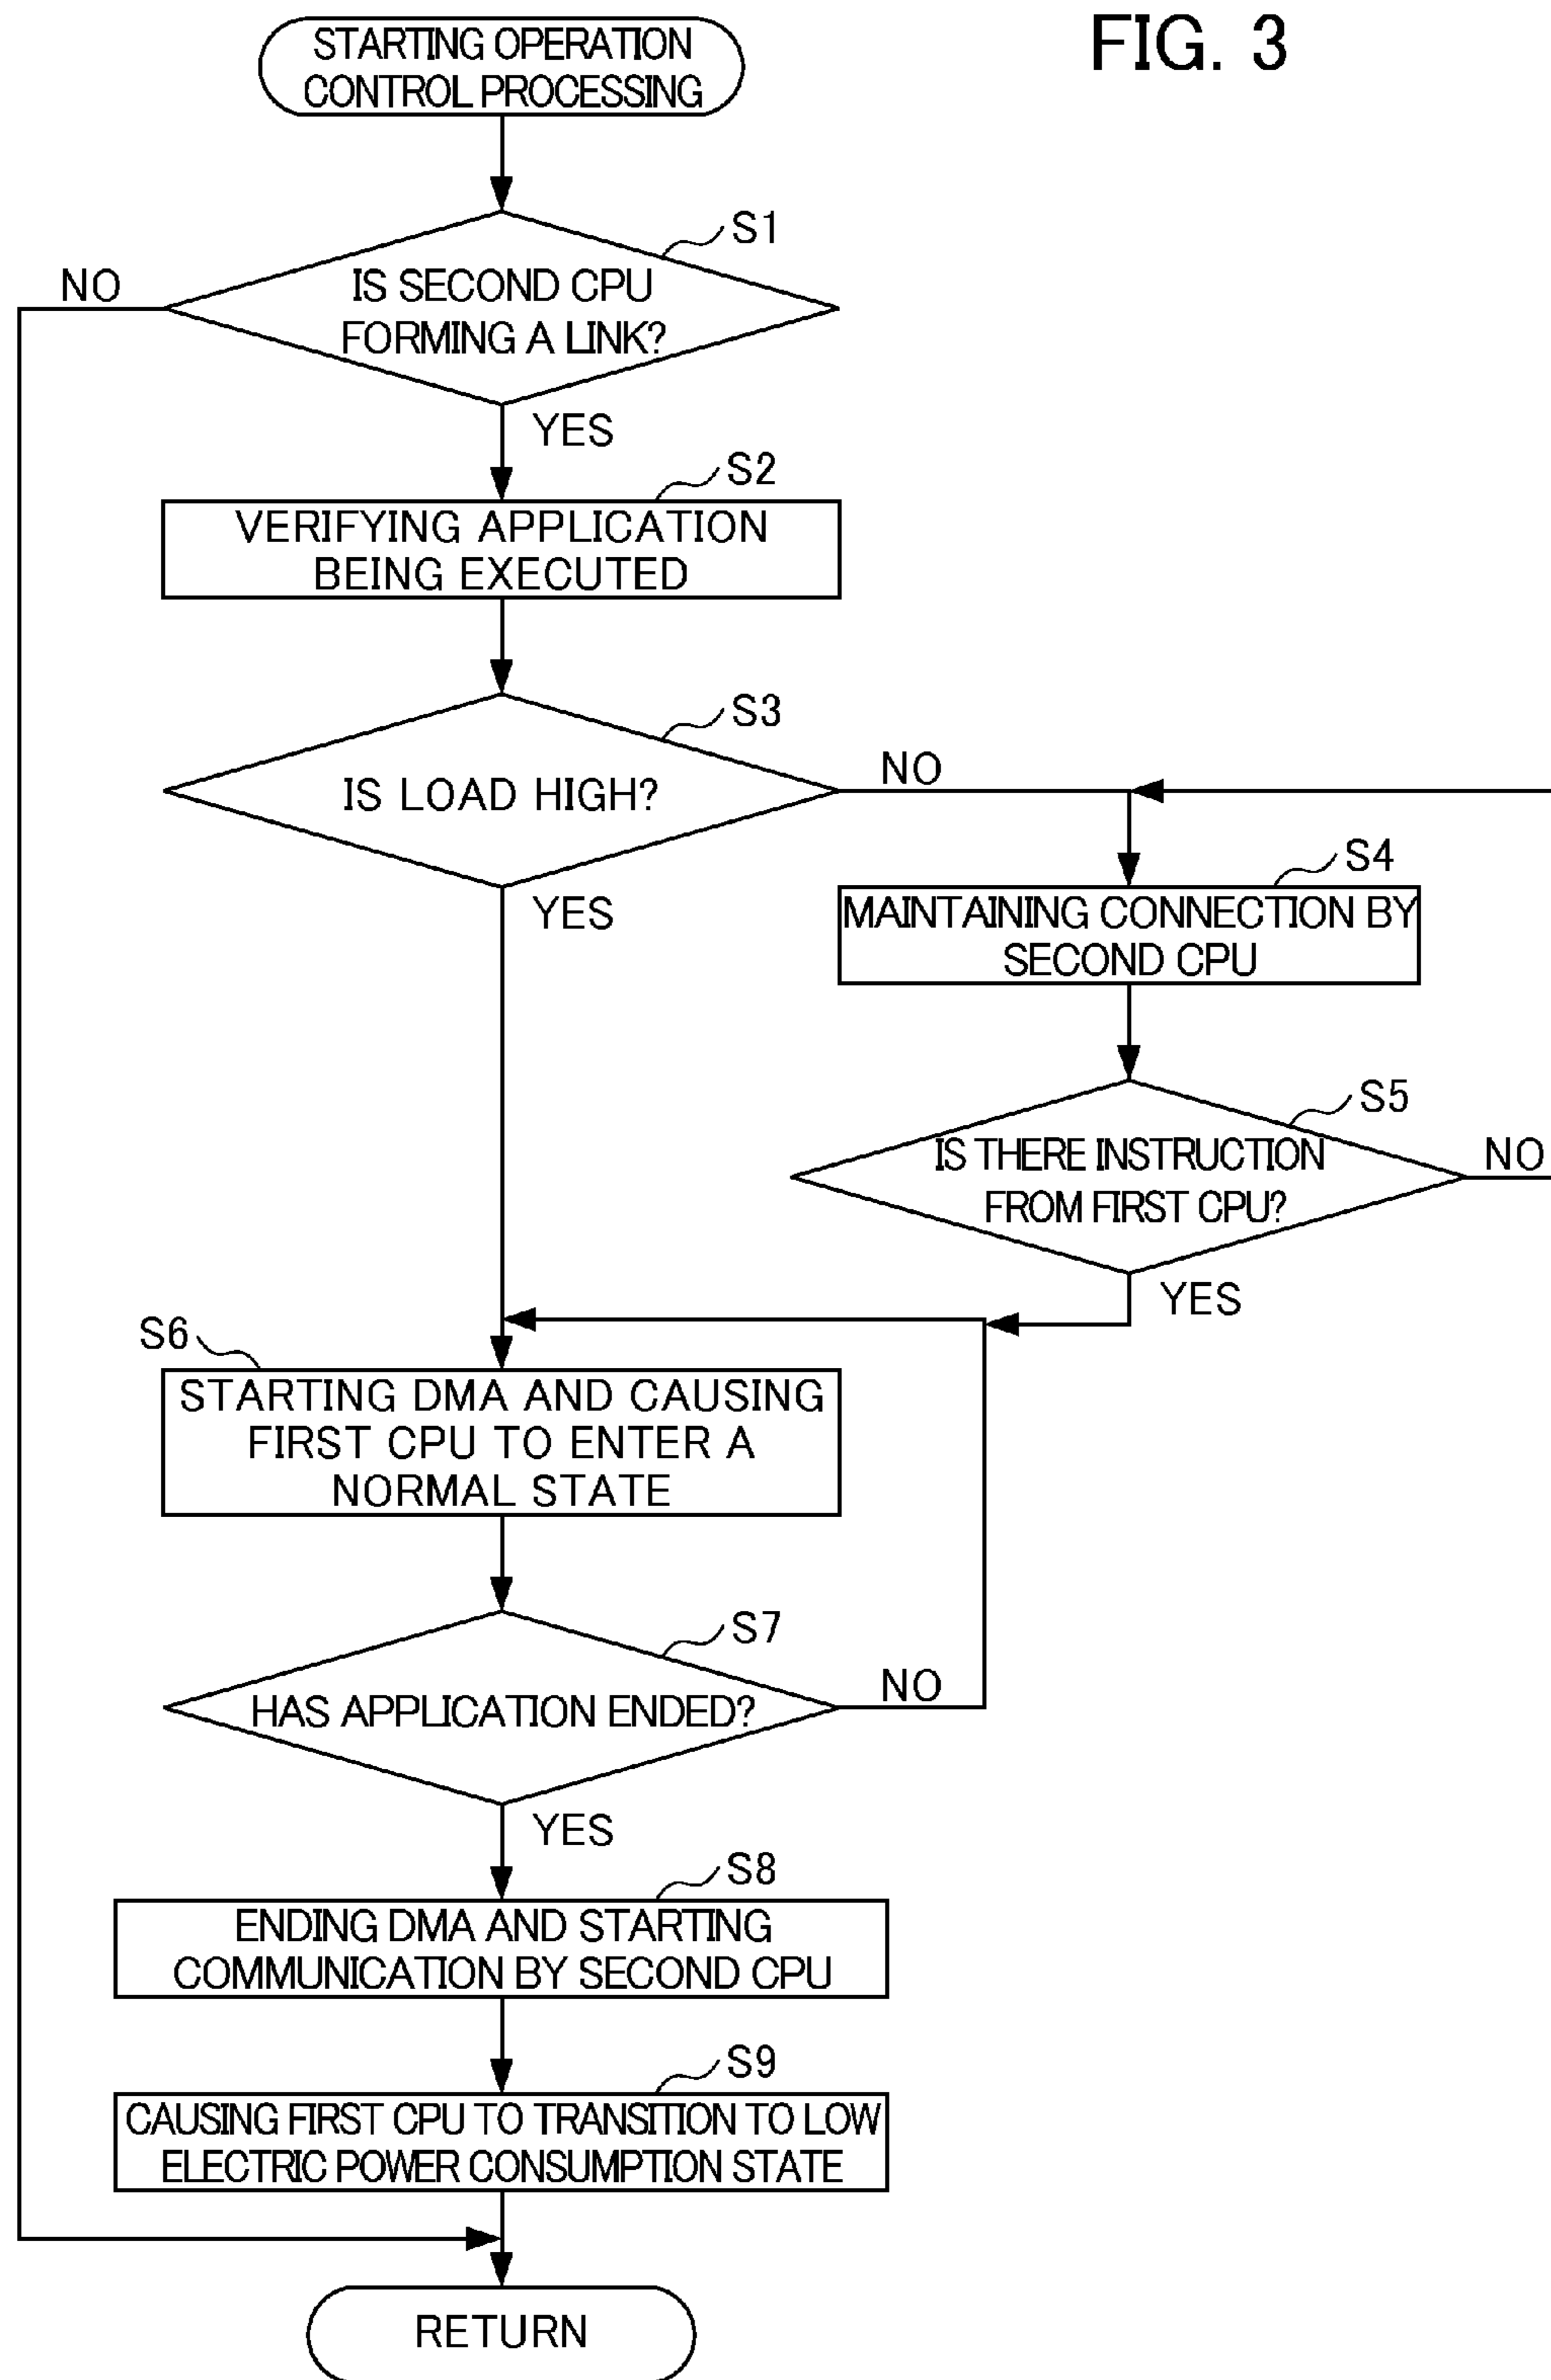 FIG. 3
STARTING OPERATION
CONTROL PROCESSING
S1
IS SECOND CPU
FORMING A LINK?
NO
YES
S2
VERIFYING APPLICATION
BEING EXECUTED
S3
IS LOAD HIGH?
NO
YES
S4
MAINTAINING CONNECTION BY
SECOND CPU
S5
IS THERE INSTRUCTION
FROM FIRST CPU?
NO
YES
S6
STARTING DMA AND CAUSING
FIRST CPU TO ENTER A
NORMAL STATE
S7
HAS APPLICATION ENDED?
NO
YES
S8
ENDING DMA AND STARTING
COMMUNICATION BY SECOND CPU
S9
CAUSING FIRST CPU TO TRANSITION TO LOW
ELECTRIC POWER CONSUMPTION STATE
RETURN